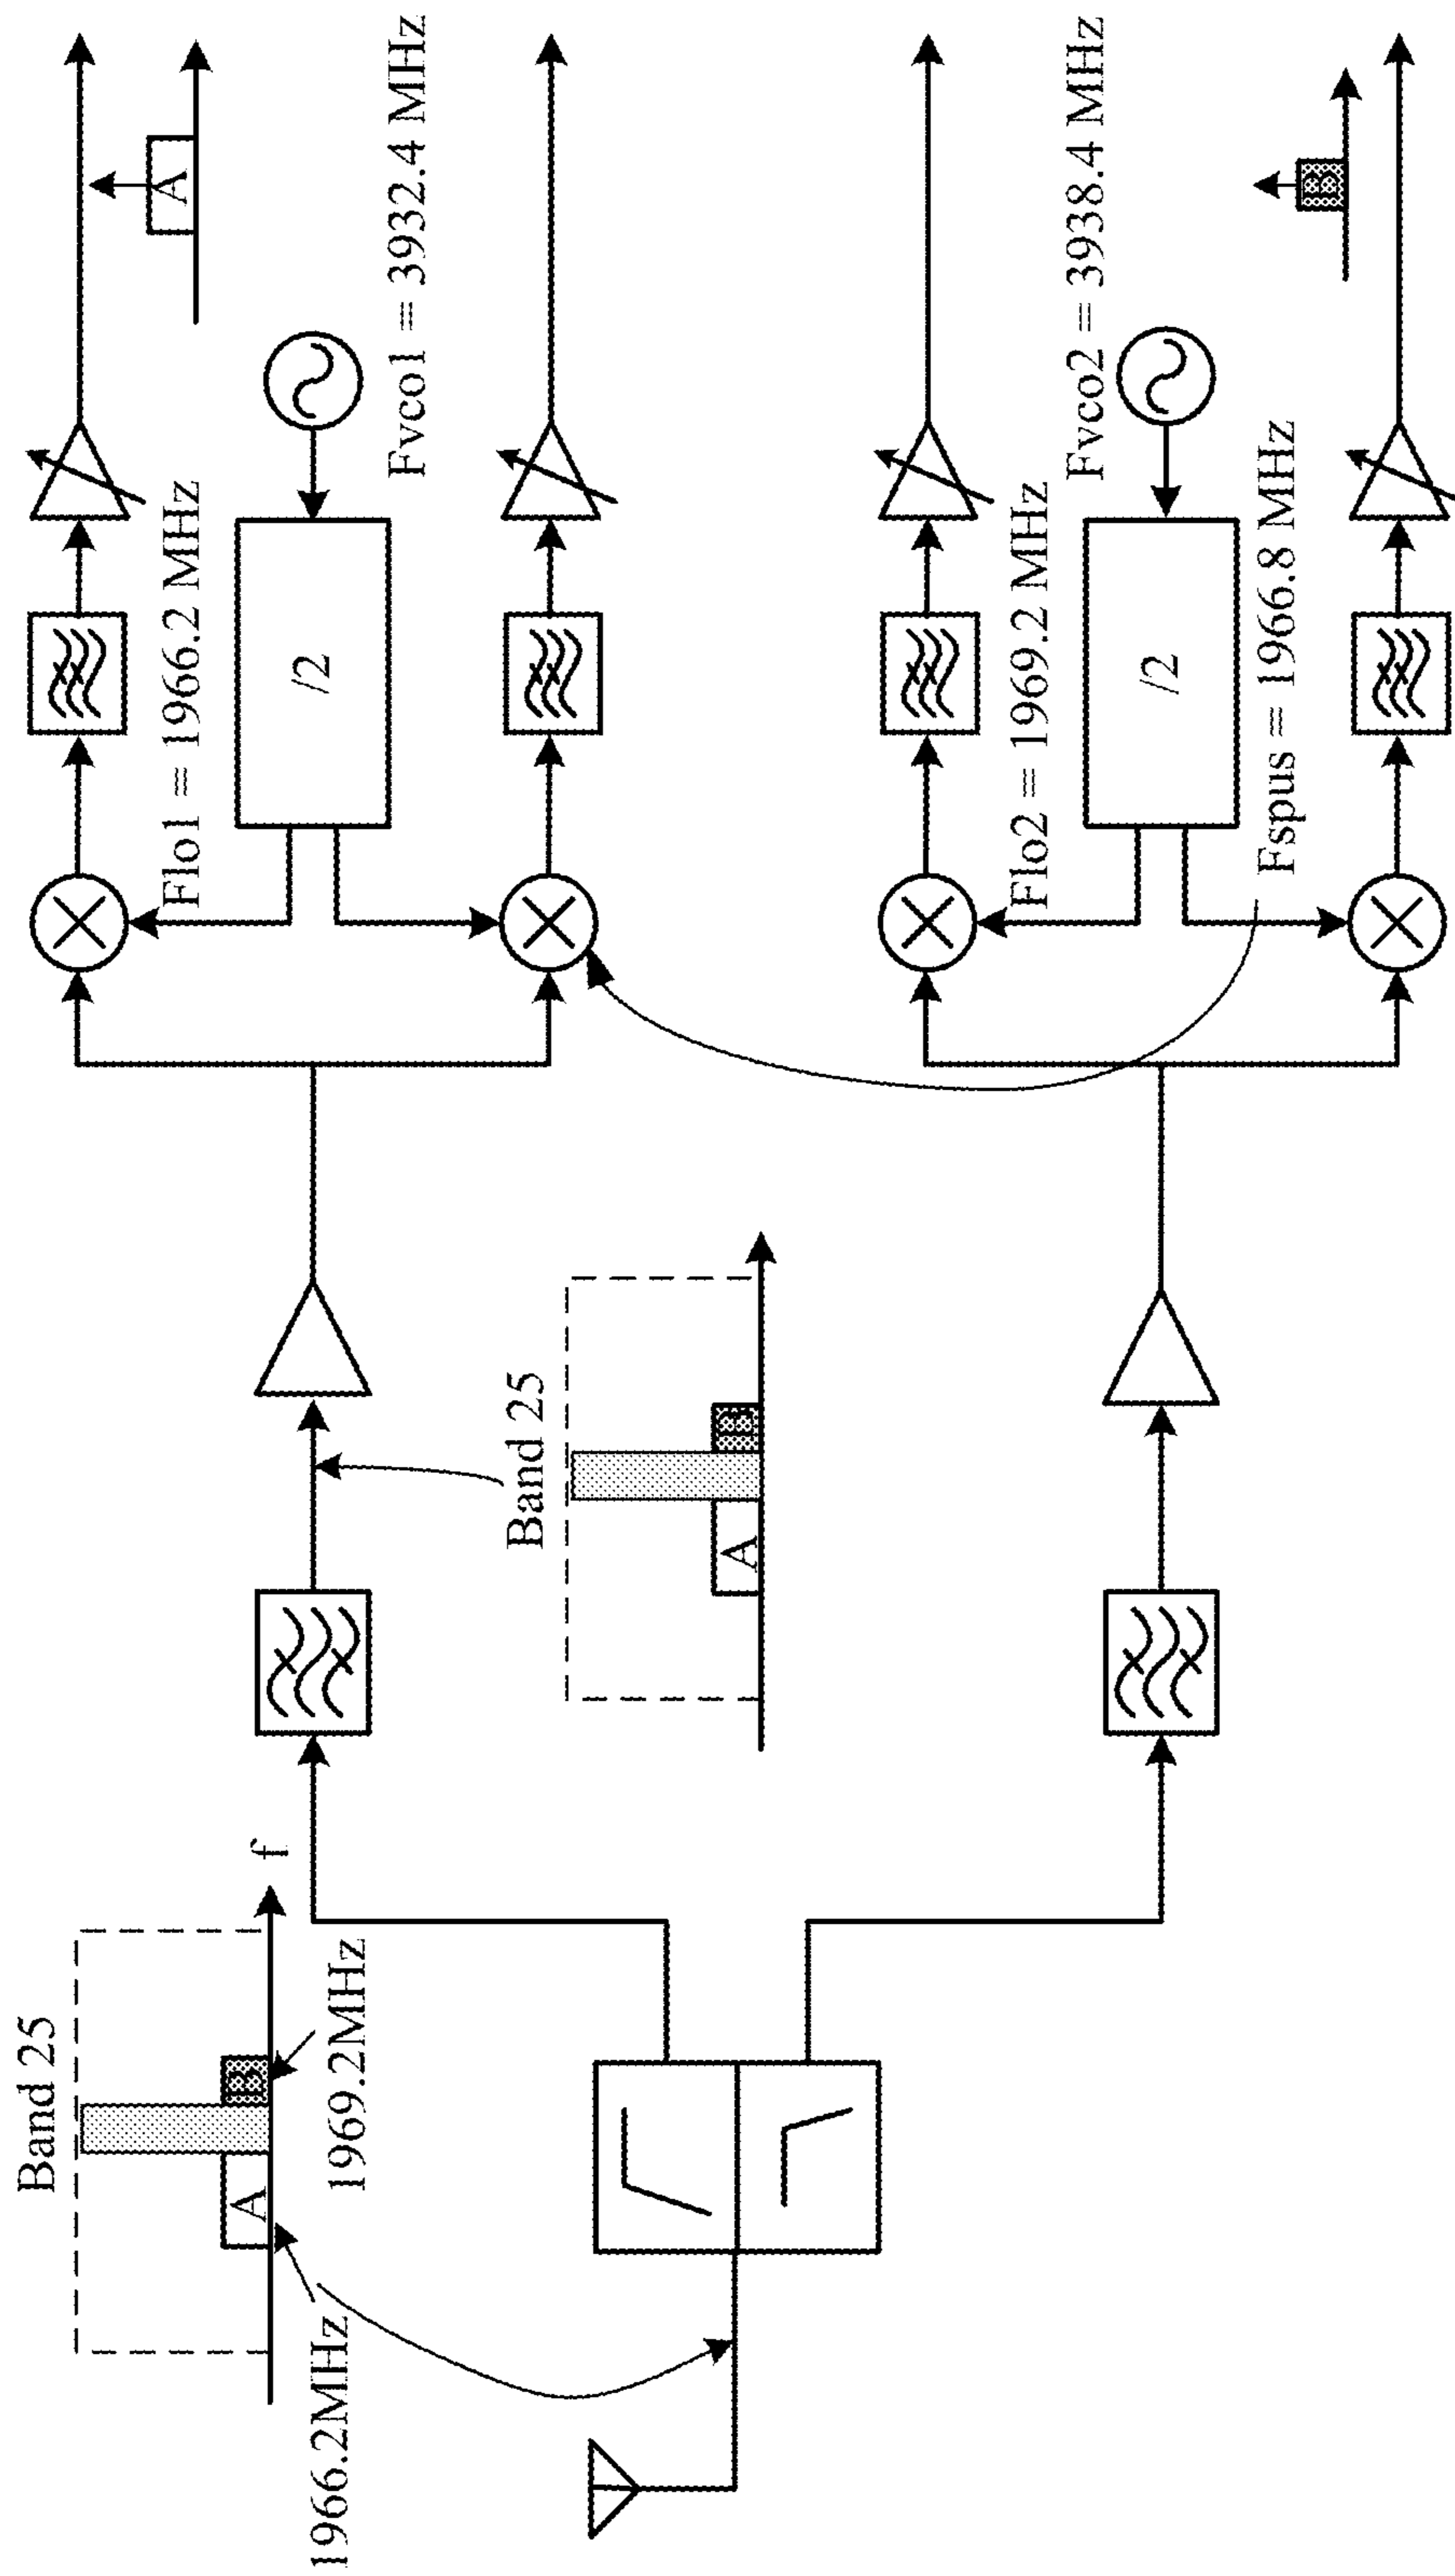 Band 25
A
B
f
1966.2MHz
1969.2MHz
Band 25
A
B
Flo1 = 1966.2 MHz
/2
Fvco1 = 3932.4 MHz
A
Flo2 = 1969.2 MHz
/2
Fvco2 = 3938.4 MHz
Fspus = 1966.8 MHz
B